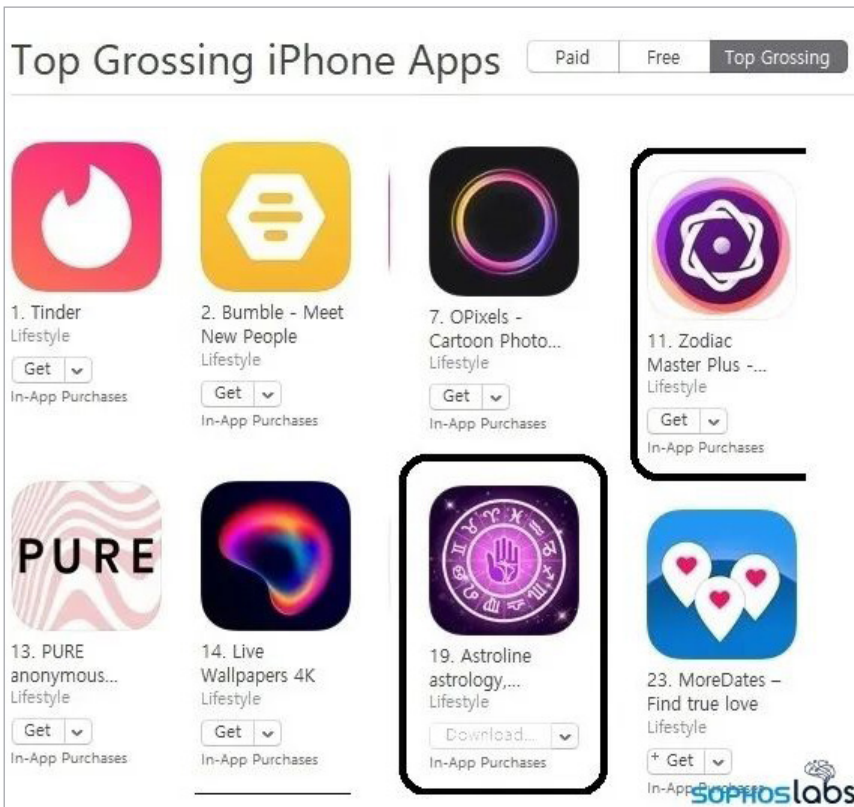 Top Grossing iPhone Apps
Paid
Free
Top Grossing
1. Tinder
Lifestyle
Get
In-App Purchases
2. Bumble - Meet
New People
Lifestyle
Get
In-App Purchases
7. OPixels -
Cartoon Photo...
Lifestyle
Get
In-App Purchases
11. Zodiac
Master Plus -...
Lifestyle
Get
In-App Purchases
PURE
13. PURE
anonymous...
Lifestyle
Get
In-App Purchases
14. Live
Wallpapers 4K
Lifestyle
Get
In-App Purchases
19. Astroline
astrology,...
Lifestyle
Download...
In-App Purchases
23. MoreDates –
Find true love
Lifestyle
+ Get
In-App
SOPHOSlabs